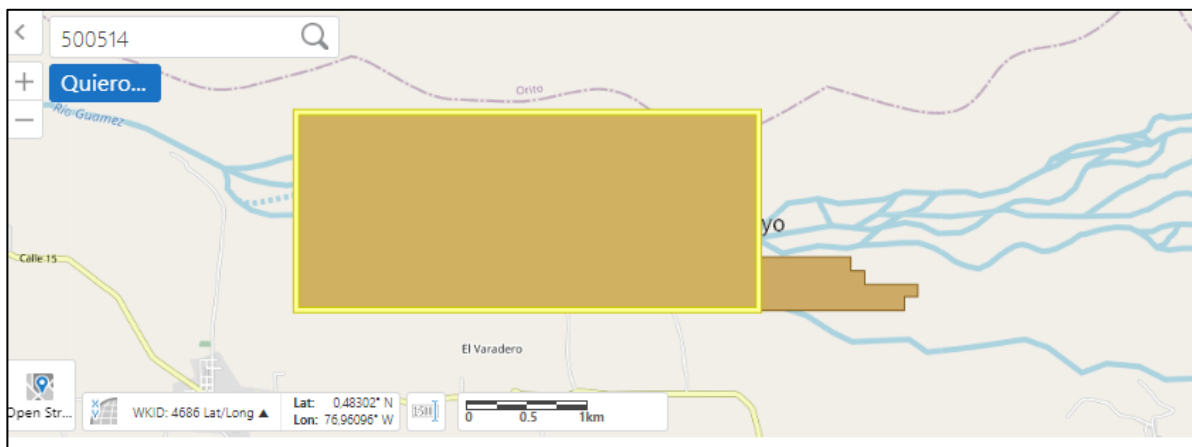 500514
Quiero...
Orito
Río Guamez
yo
Calle 15
El Varadero
Open Str...
WKID: 4686 Lat/Long ▲
Lat: 0,48302° N
Lon: 76,96096° W
0 0.5 1km